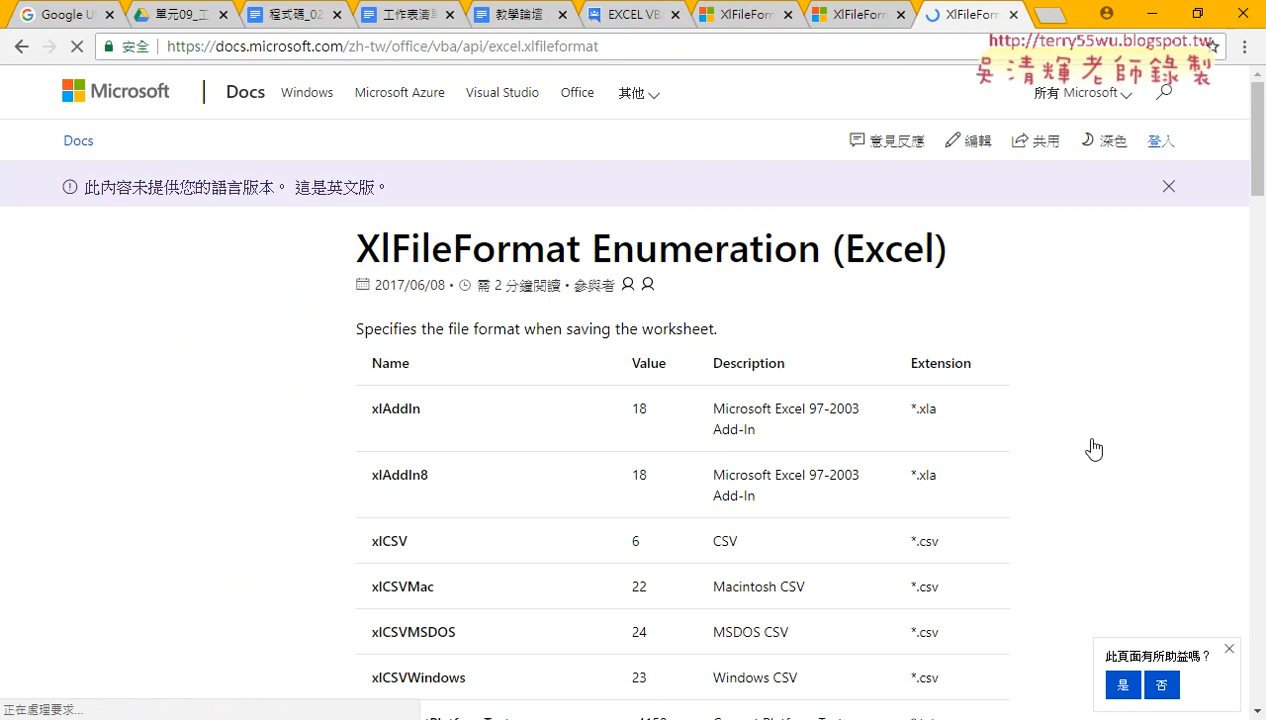 Google U
單元09_工
程式碼_02
工作表清單
教學論壇
EXCEL VB
XlFileForm
XlFileForm
XlFileForm
安全
https://docs.microsoft.com/zh-tw/office/vba/api/excel.xlfileformat
http://terry55wu.blogspot.tw
吳清輝老師錄製
Microsoft
Docs
Windows
Microsoft Azure
Visual Studio
Office
其他
所有 Microsoft
Docs
意見反應
編輯
共用
深色
登入
此內容未提供您的語言版本。 這是英文版。
XlFileFormat Enumeration (Excel)
2017/06/08 • 需 2 分鐘閱讀 • 參與者
Specifies the file format when saving the worksheet.
Name Value Description Extension
xlAddIn 18 Microsoft Excel 97-2003 *.xla
Add-In
xlAddIn8 18 Microsoft Excel 97-2003 *.xla
Add-In
xlCSV 6 CSV *.csv
xlCSVMac 22 Macintosh CSV *.csv
xlCSVMSDOS 24 MSDOS CSV *.csv
xlCSVWindows 23 Windows CSV *.csv
此頁面有所助益嗎？
是
否
正在處理要求...